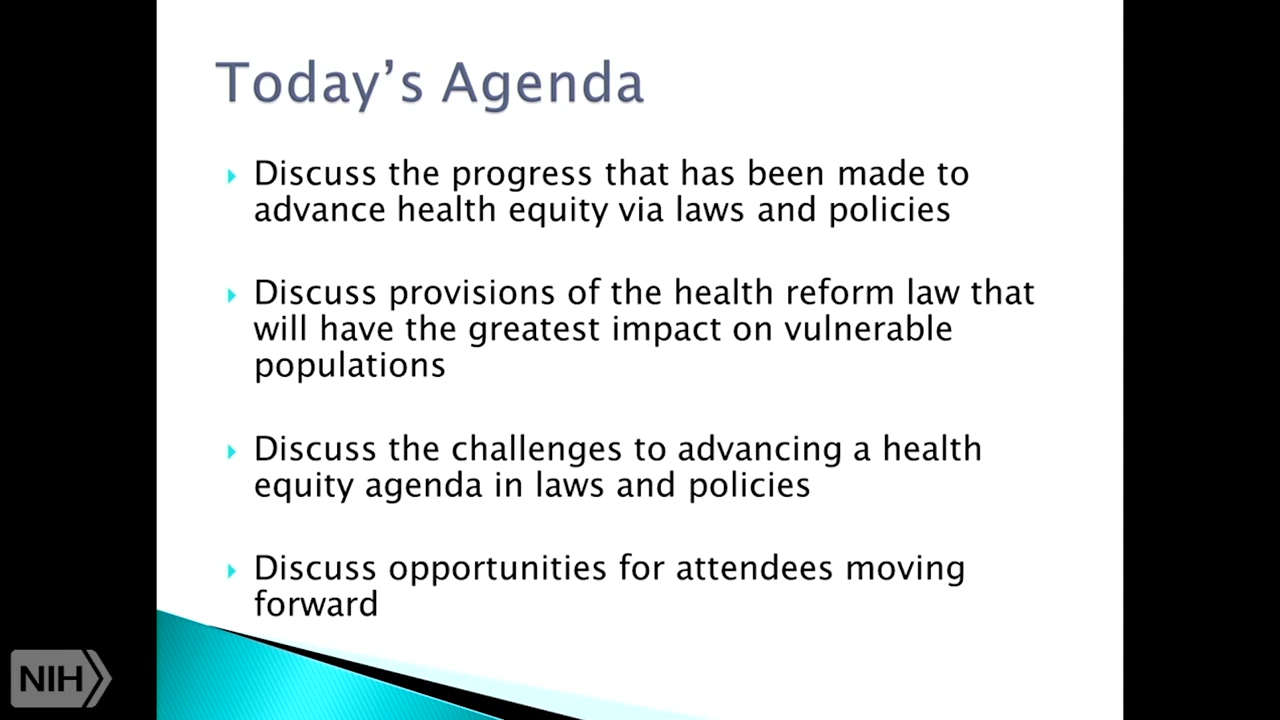 Today's Agenda
Discuss the progress that has been made to
advance health equity via laws and policies
Discuss provisions of the health reform law that
will have the greatest impact on vulnerable
populations
Discuss the challenges to advancing a health
equity agenda in laws and policies
Discuss opportunities for attendees moving
forward
NIH